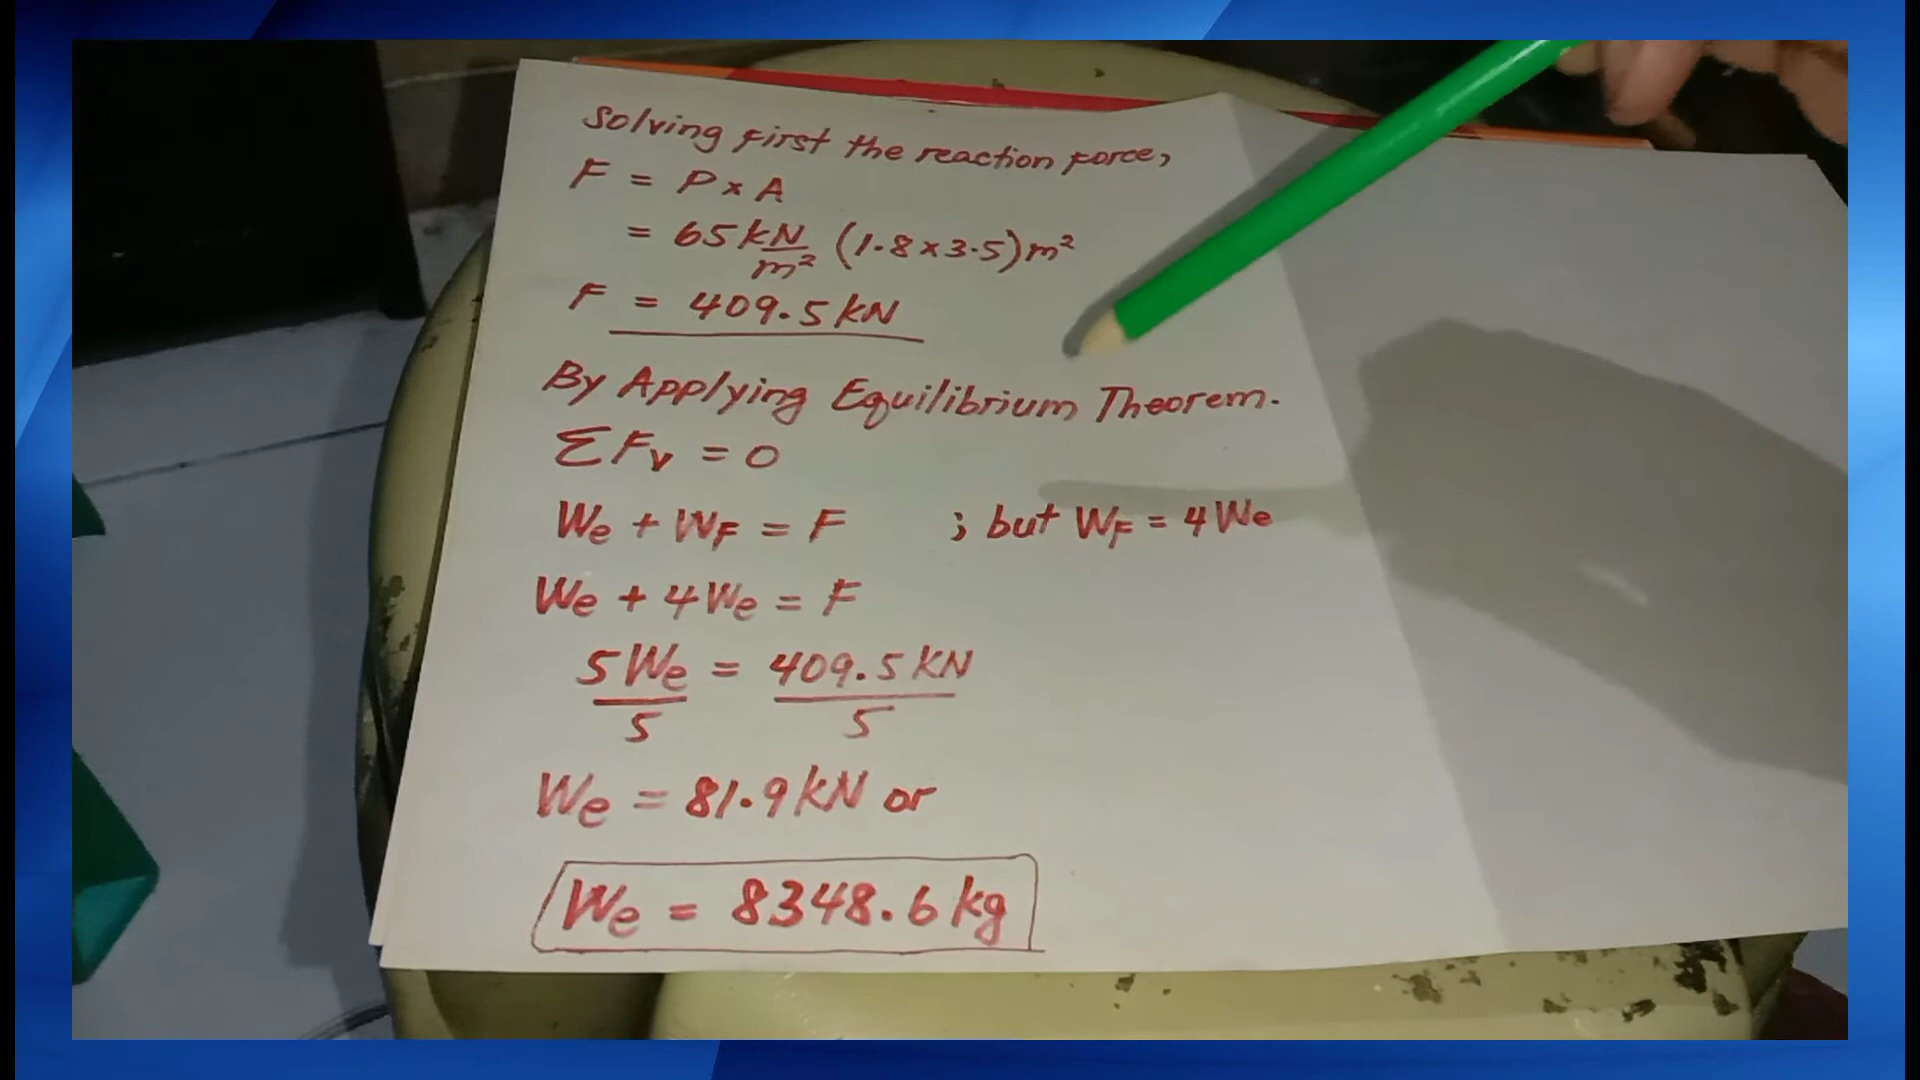 Solving first the reaction force,
F = P x A
= 65 kN/m² (1.8 x 3.5) m²
F = 409.5 kN
By Applying Equilibrium Theorem.
ΣFv = 0
We + WF = F ; but WF = 4We
We + 4We = F
5We/5 = 409.5 KN/5
We = 81.9 kN or
We = 8348.6 kg